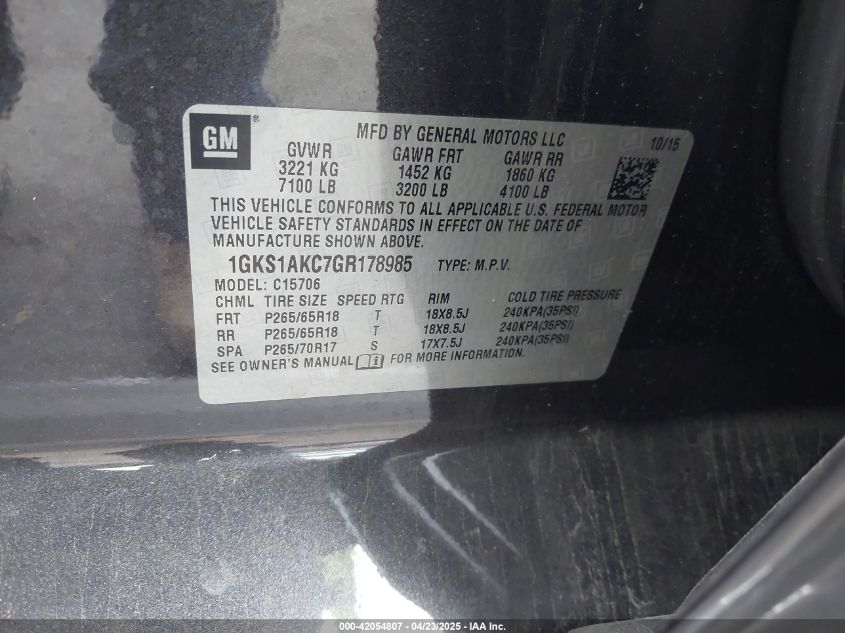 GM
®
MFD BY GENERAL MOTORS LLC
10/15
GVWR GAWR FRT GAWR RR
3221 KG 1452 KG 1860 KG
7100 LB 3200 LB 4100 LB
THIS VEHICLE CONFORMS TO ALL APPLICABLE U.S. FEDERAL MOTOR
VEHICLE SAFETY STANDARDS IN EFFECT ON THE DATE OF
MANUFACTURE SHOWN ABOVE.
1GKS1AKC7GR178985 TYPE: M.P.V.
MODEL: C15706
CHML TIRE SIZE SPEED RTG RIM COLD TIRE PRESSURE
FRT P265/65R18 T 18X8.5J 240KPA(35PSI)
RR P265/65R18 T 18X8.5J 240KPA(35PSI)
SPA P265/70R17 S 17X7.5J 240KPA(35PSI)
SEE OWNER'S MANUAL FOR MORE INFORMATION.
000-42054807 - 04/23/2025 - IAA Inc.